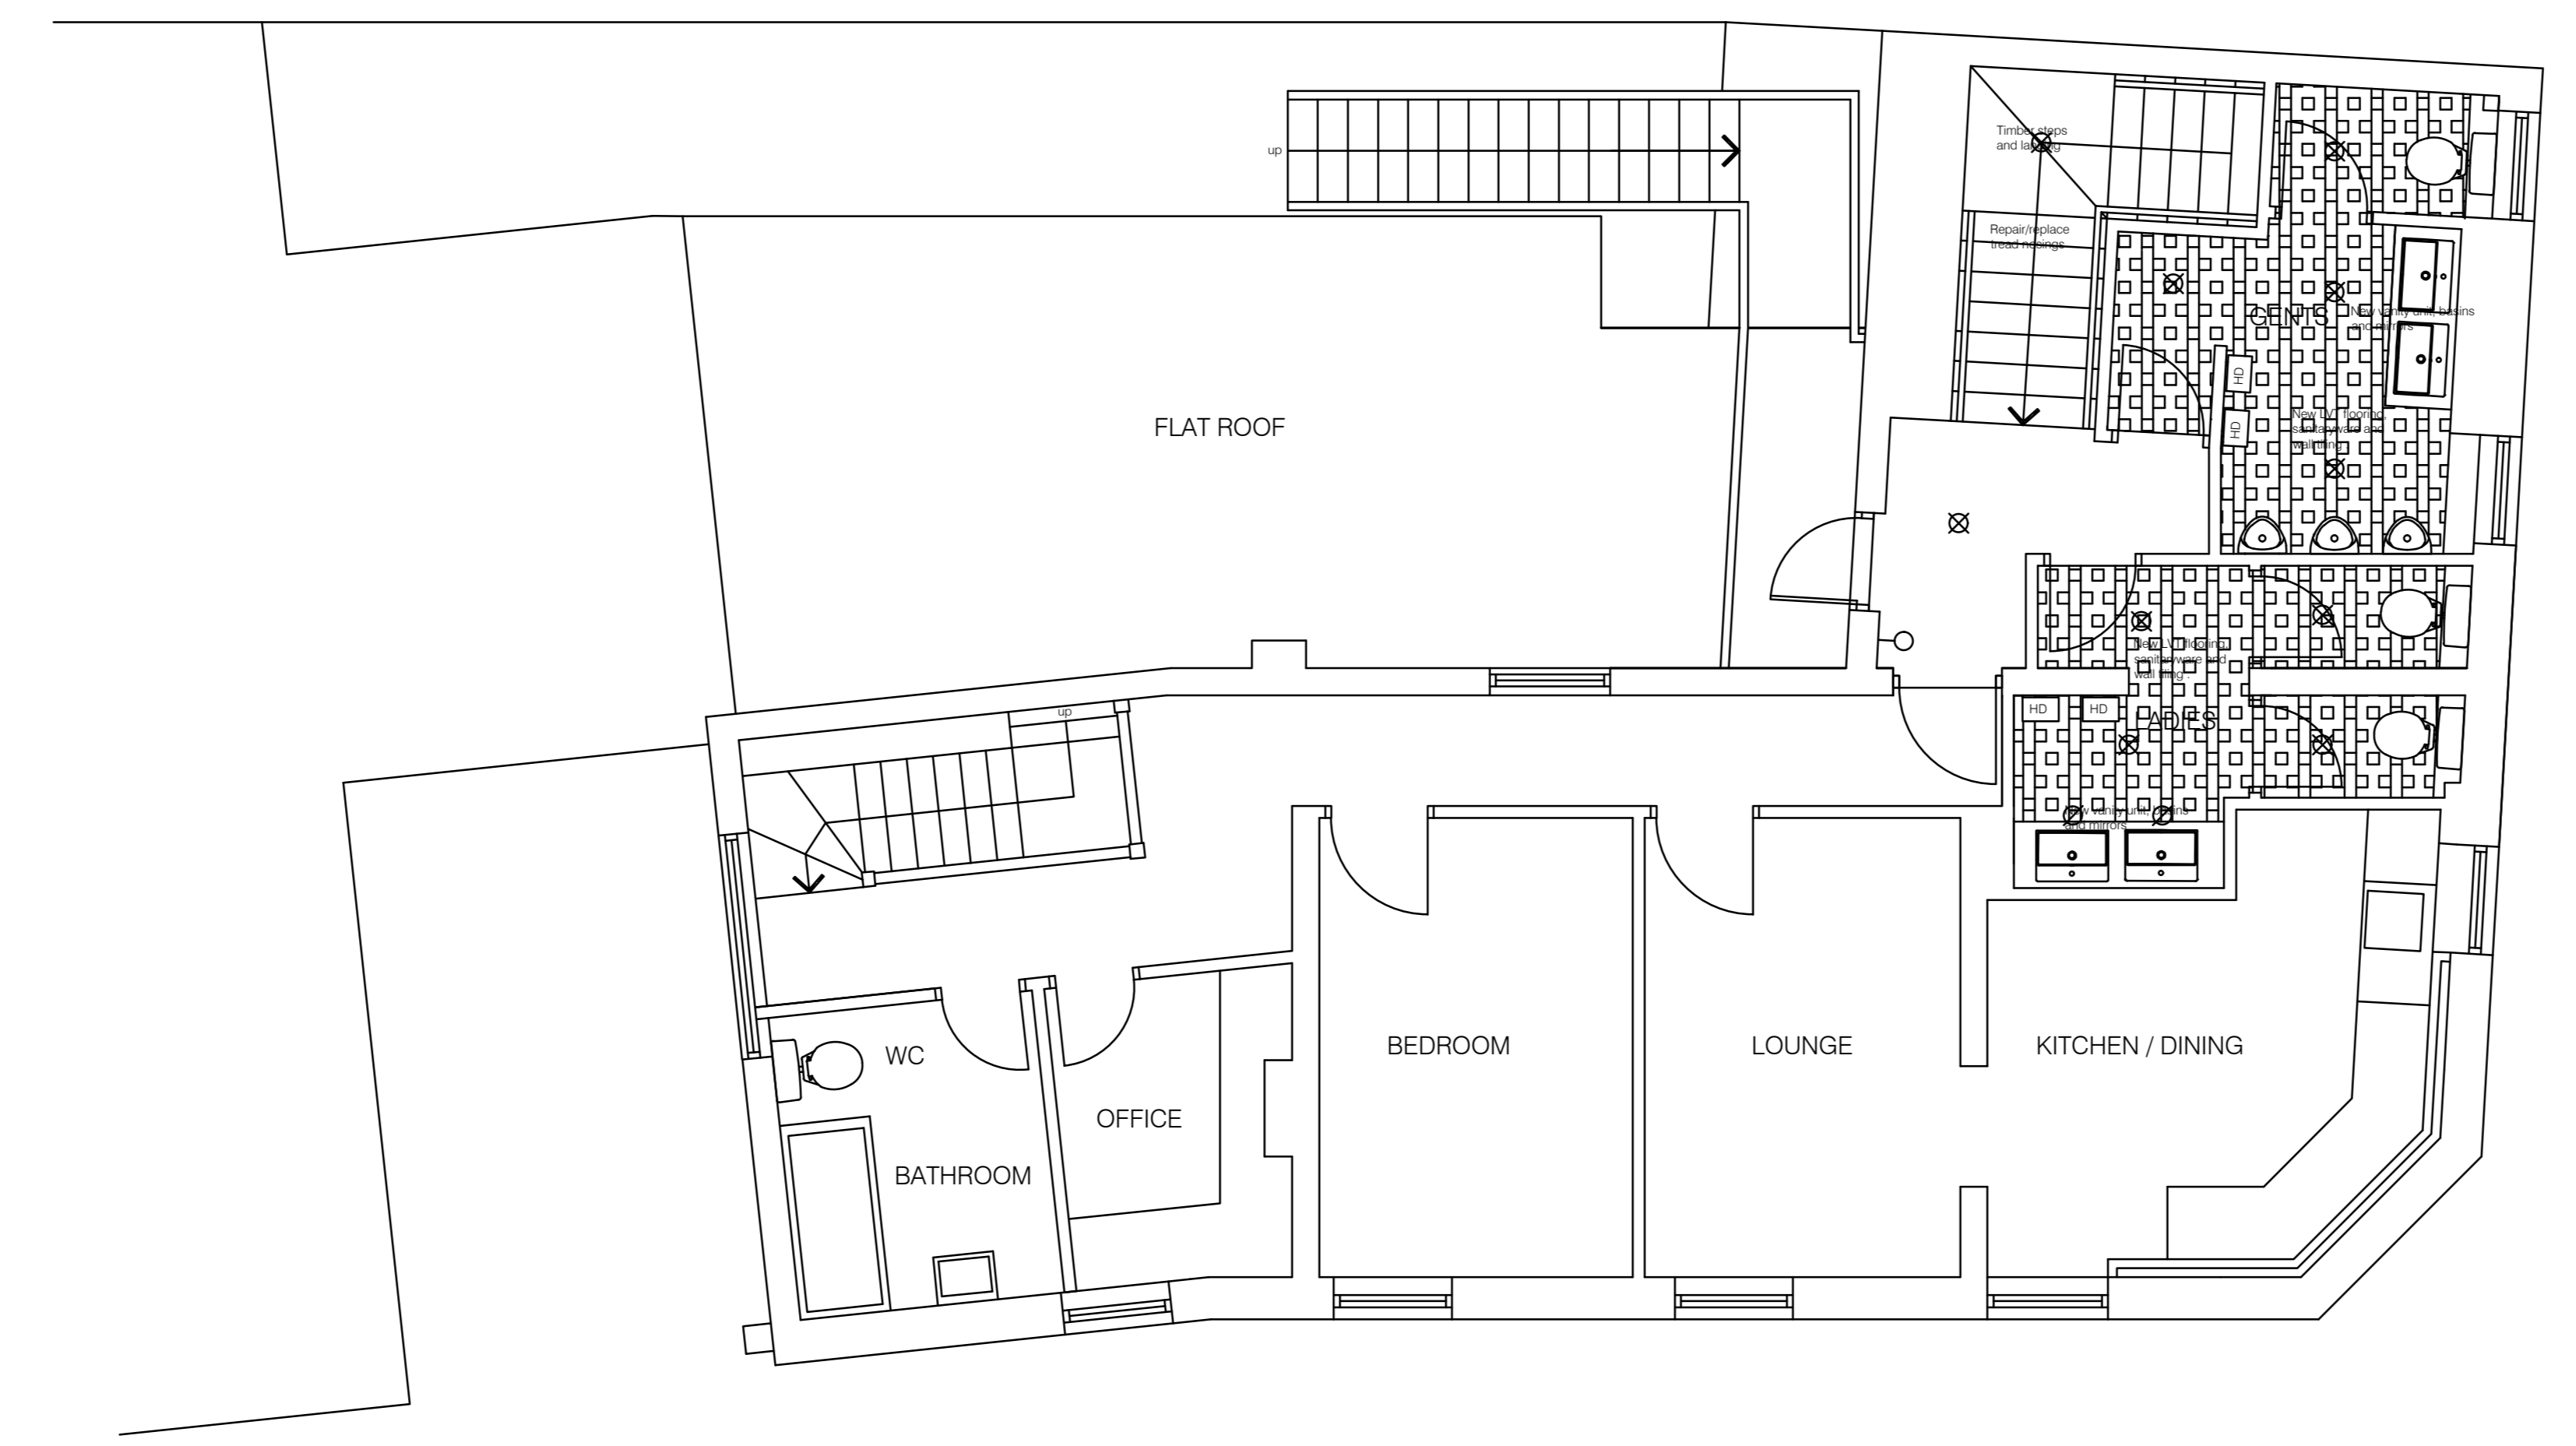 Timber steps
and landing
up
Repair/replace
tread nosings
GENTS
New vanity unit, basins
and mirrors
HD
HD
New LVT flooring,
sanitaryware and
wall tiling .
FLAT ROOF
New LVT flooring,
sanitaryware and
wall tiling .
HD
HD
LADIES
up
New vanity unit, basins
and mirrors
WC
BEDROOM
LOUNGE
KITCHEN / DINING
OFFICE
BATHROOM